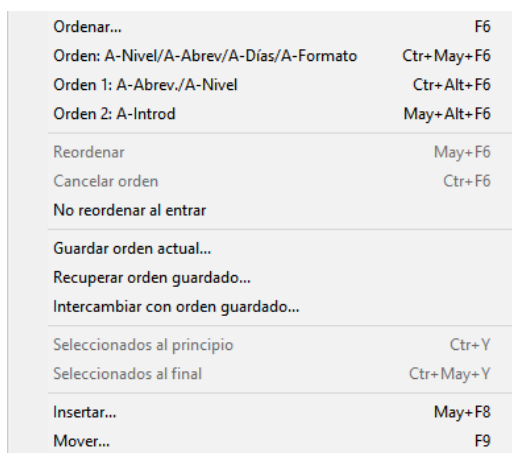 Ordenar... F6
Orden: A-Nivel/A-Abrev/A-Días/A-Formato Ctr+May+F6
Orden 1: A-Abrev./A-Nivel Ctr+Alt+F6
Orden 2: A-Introd May+Alt+F6
Reordenar May+F6
Cancelar orden Ctr+F6
No reordenar al entrar
Guardar orden actual...
Recuperar orden guardado...
Intercambiar con orden guardado...
Seleccionados al principio Ctr+Y
Seleccionados al final Ctr+May+Y
Insertar... May+F8
Mover... F9